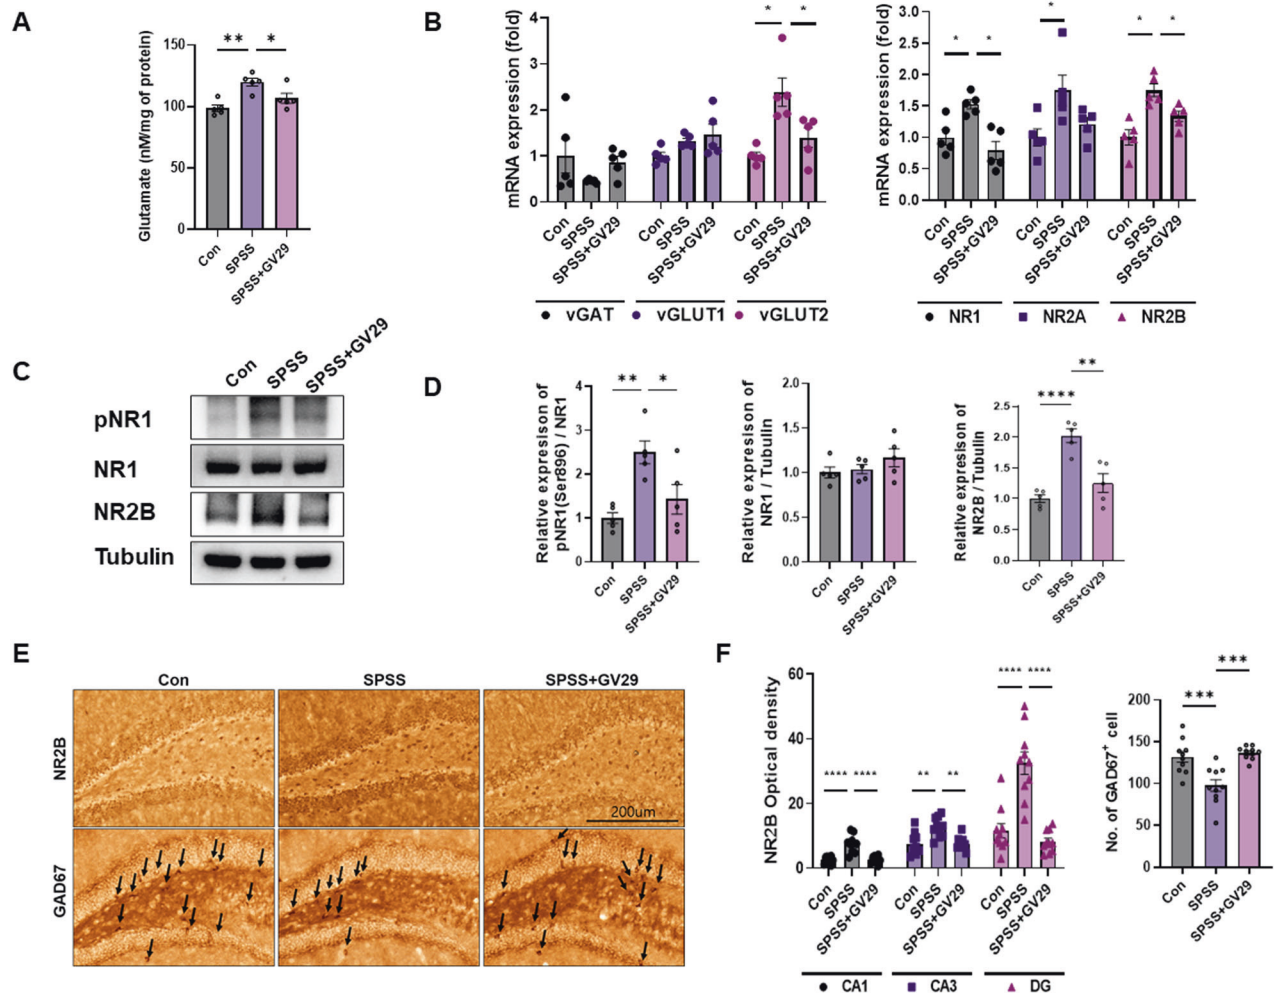 A
Glutamate (nM/mg of protein)
150
100
50
0
** *
Con
SPSS
SPSS+GV29
B
mRNA expression (fold)
4
3
2
1
0
* *
Con
SPSS
SPSS+GV29
Con
SPSS
SPSS+GV29
Con
SPSS
SPSS+GV29
vGAT vGLUT1 vGLUT2
mRNA expression (fold)
3.0
2.5
2.0
1.5
1.0
0.5
0.0
* * * * *
Con
SPSS
SPSS+GV29
Con
SPSS
SPSS+GV29
Con
SPSS
SPSS+GV29
NR1 NR2A NR2B
C
Con SPSS SPSS+GV29
pNR1
NR1
NR2B
Tubulin
D
Relative expresison of
pNR1(Ser896) / NR1
4
3
2
1
0
** *
Con
SPSS
SPSS+GV29
Relative expresison of
NR1 / Tubulin
2.0
1.5
1.0
0.5
0.0
Con
SPSS
SPSS+GV29
Relative expresison of
NR2B / Tubulin
2.5
2.0
1.5
1.0
0.5
0.0
**** **
Con
SPSS
SPSS+GV29
E
Con SPSS SPSS+GV29
NR2B
200um
GAD67
F
NR2B Optical density
60
40
20
0
**** **** ** ** **** ****
Con
SPSS
SPSS+GV29
Con
SPSS
SPSS+GV29
Con
SPSS
SPSS+GV29
CA1 CA3 DG
No. of GAD67+ cell
200
150
100
50
0
*** ***
Con
SPSS
SPSS+GV29